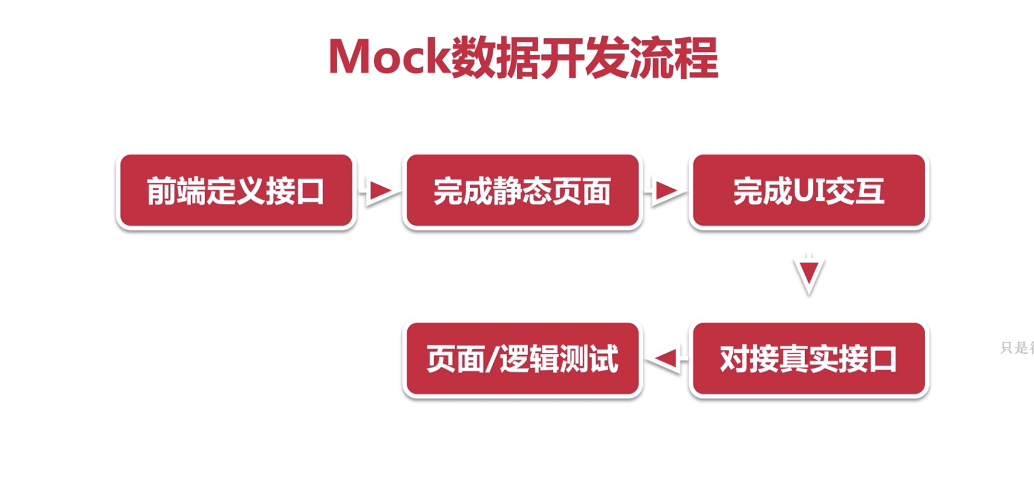 Mock数据开发流程
前端定义接口
完成静态页面
完成UI交互
对接真实接口
页面/逻辑测试
只是